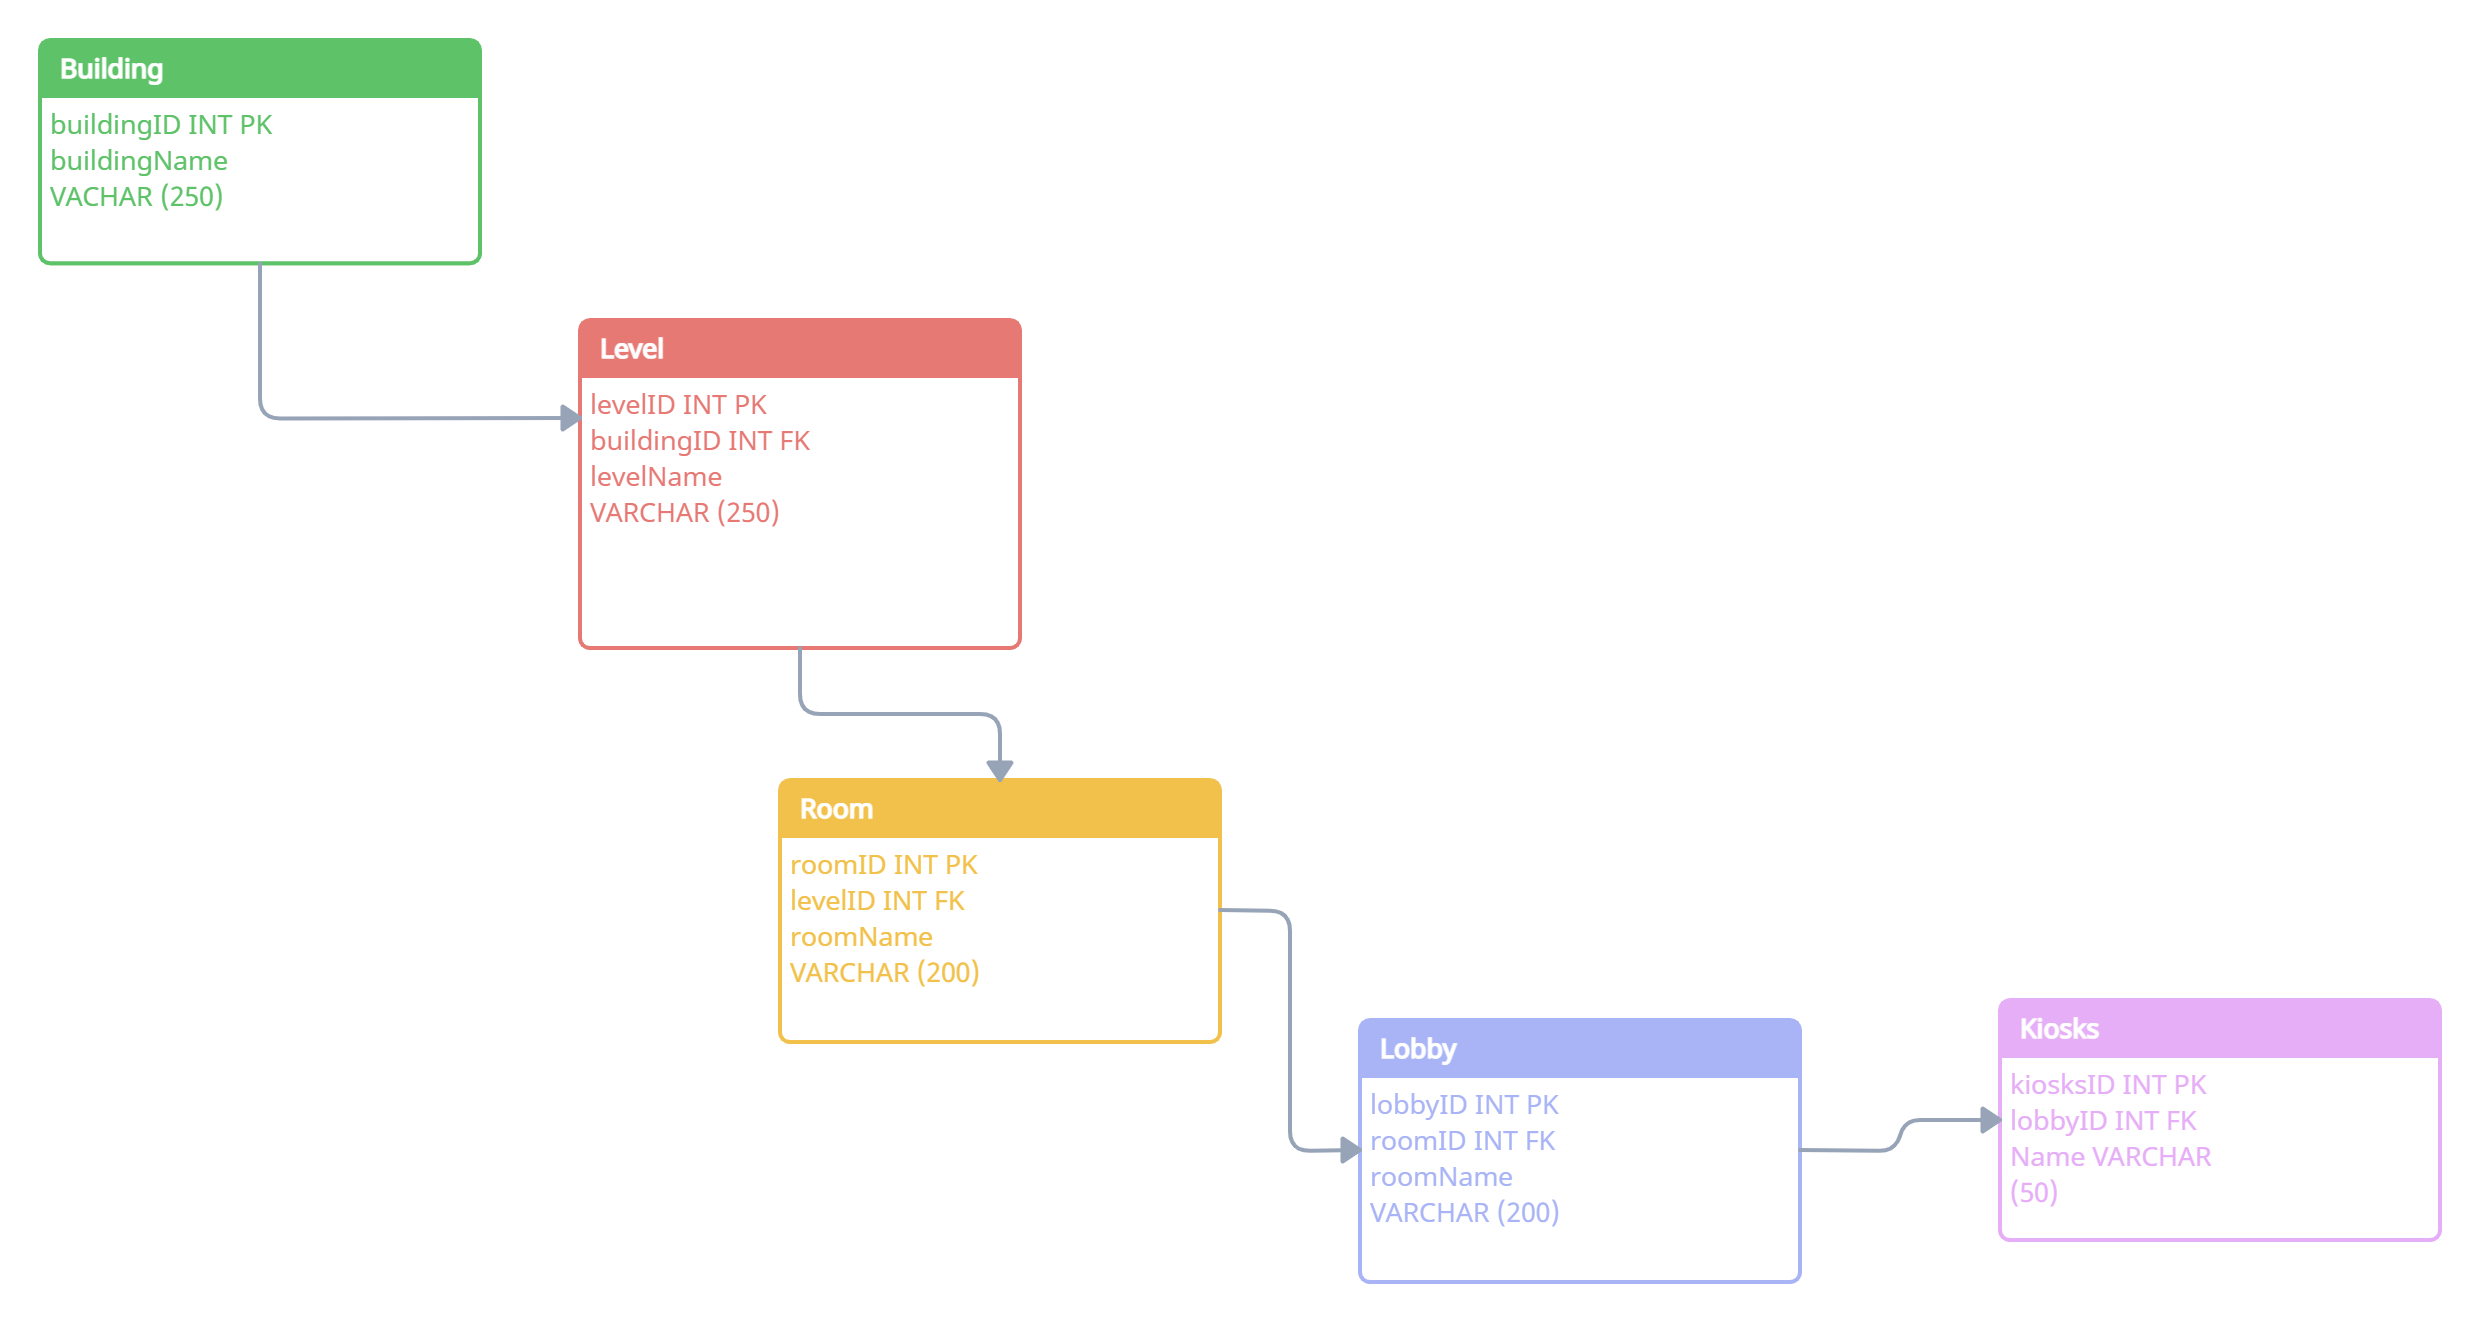 Building
buildingID INT PK
buildingName
VACHAR (250)
Level
levelID INT PK
buildingID INT FK
levelName
VARCHAR (250)
Room
roomID INT PK
levelID INT FK
roomName
VARCHAR (200)
Lobby
lobbyID INT PK
roomID INT FK
roomName
VARCHAR (200)
Kiosks
kiosksID INT PK
lobbyID INT FK
Name VARCHAR
(50)